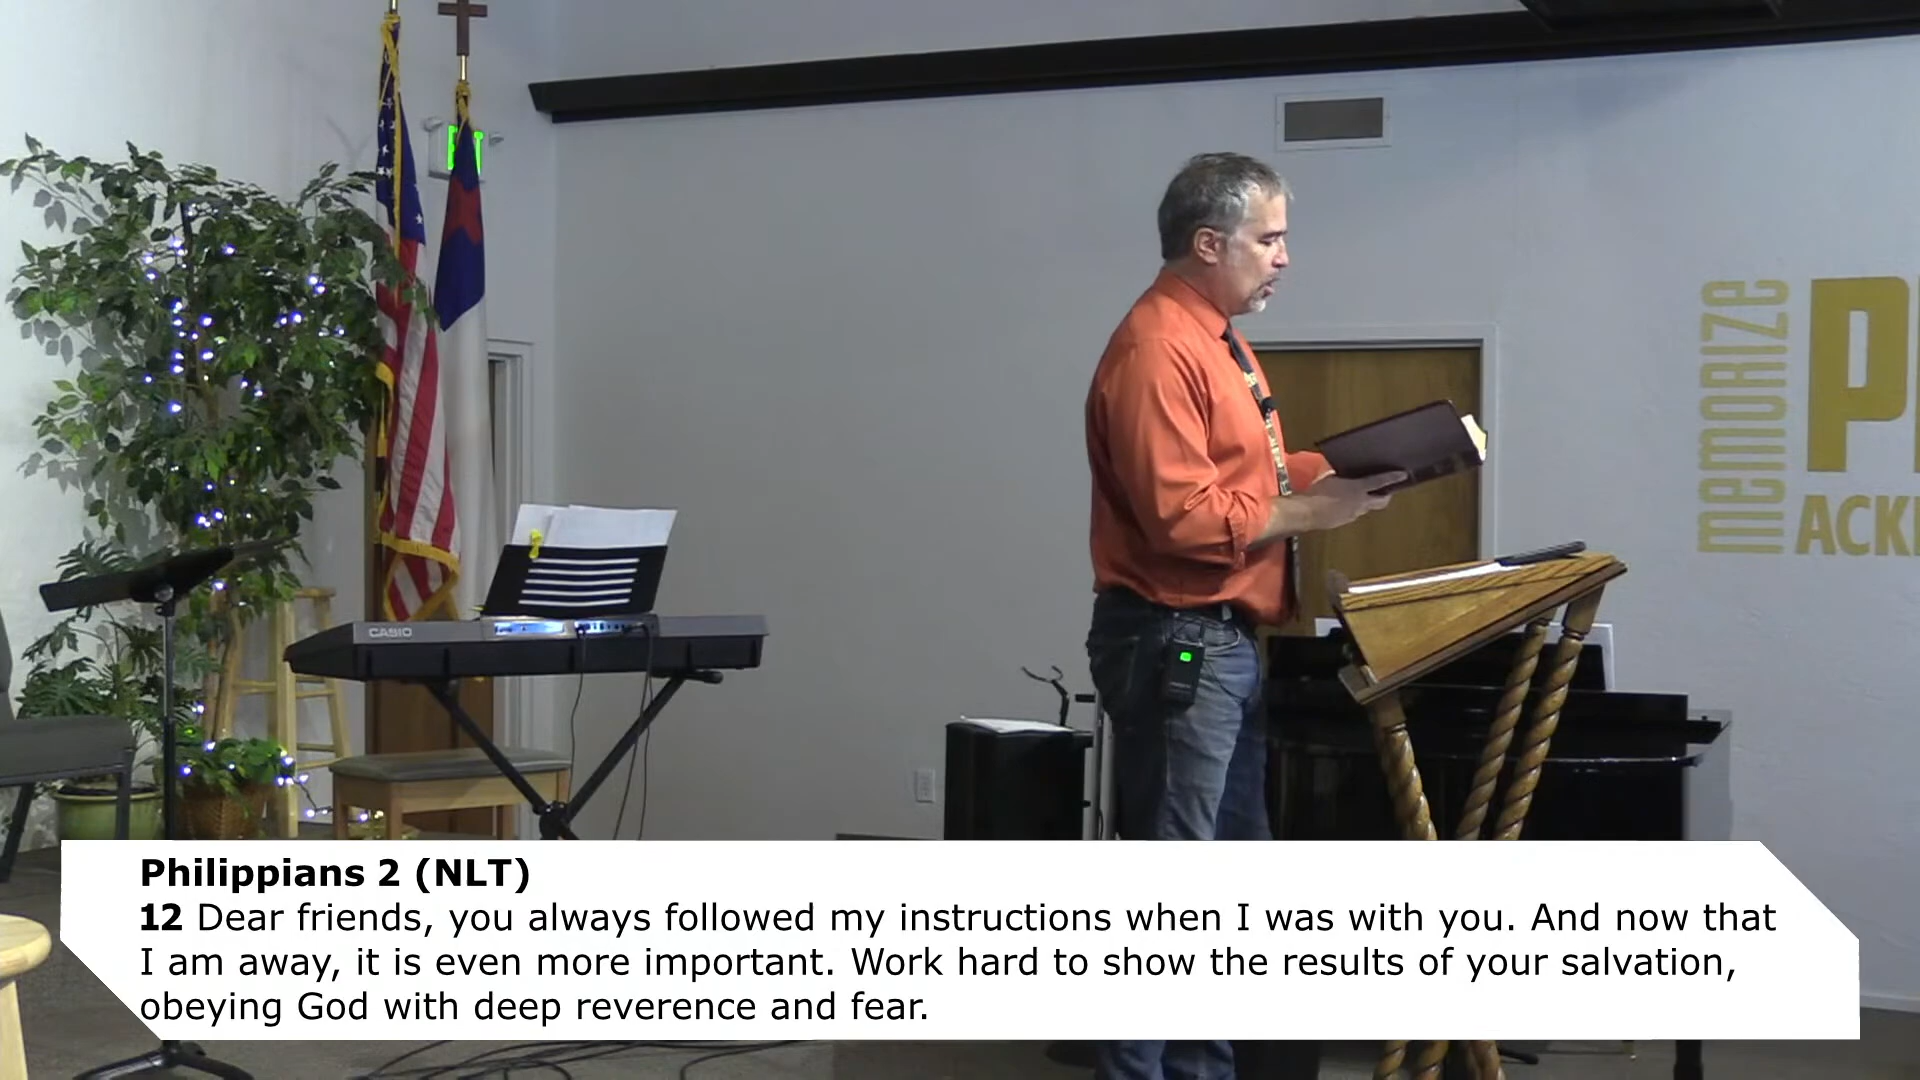 EXIT
memorize
P
ACK
CASIO
Philippians 2 (NLT)
12 Dear friends, you always followed my instructions when I was with you. And now that
I am away, it is even more important. Work hard to show the results of your salvation,
obeying God with deep reverence and fear.